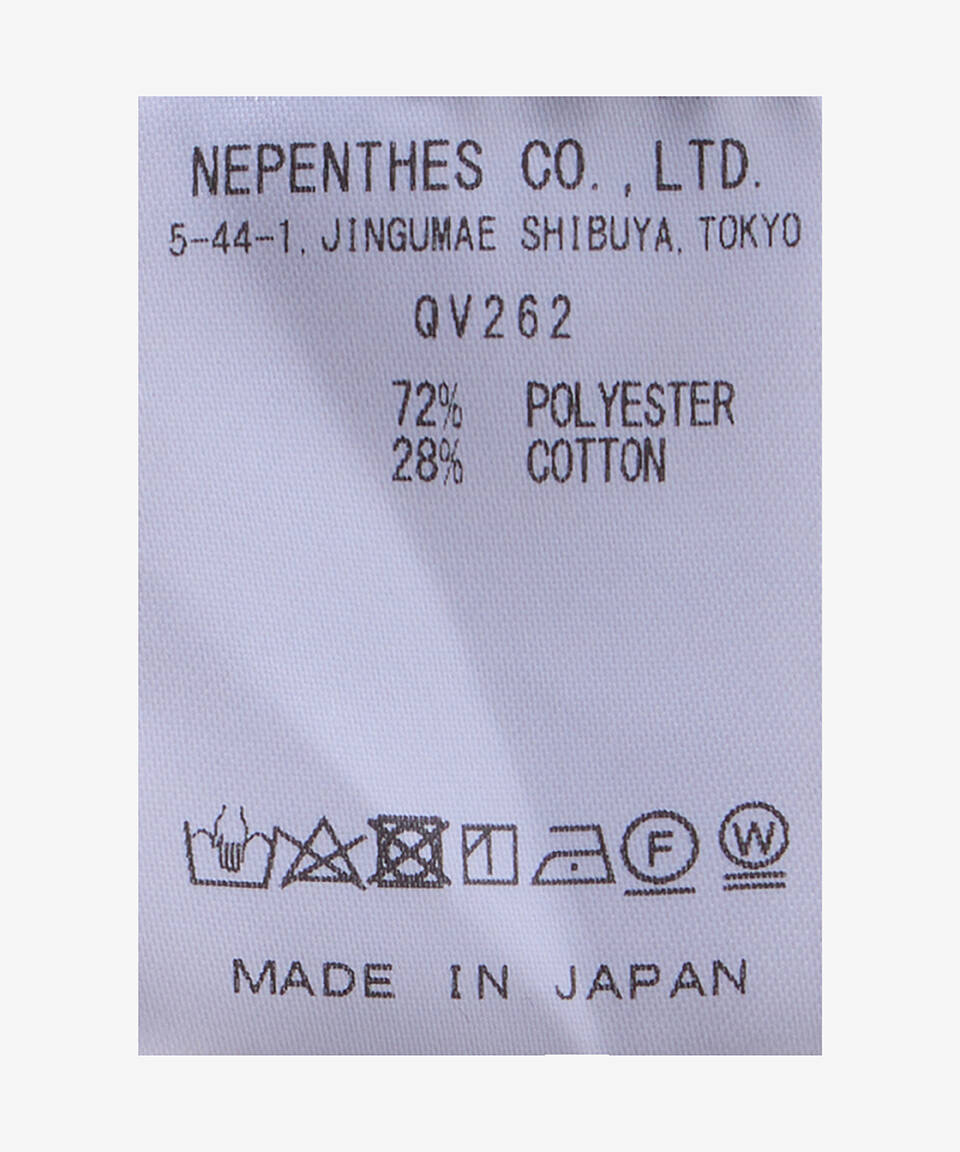 NEPENTHES CO.,LTD.
5-44-1, JINGUMAE SHIBUYA, TOKYO
QV262
72% POLYESTER
28% COTTON
F W
MADE IN JAPAN